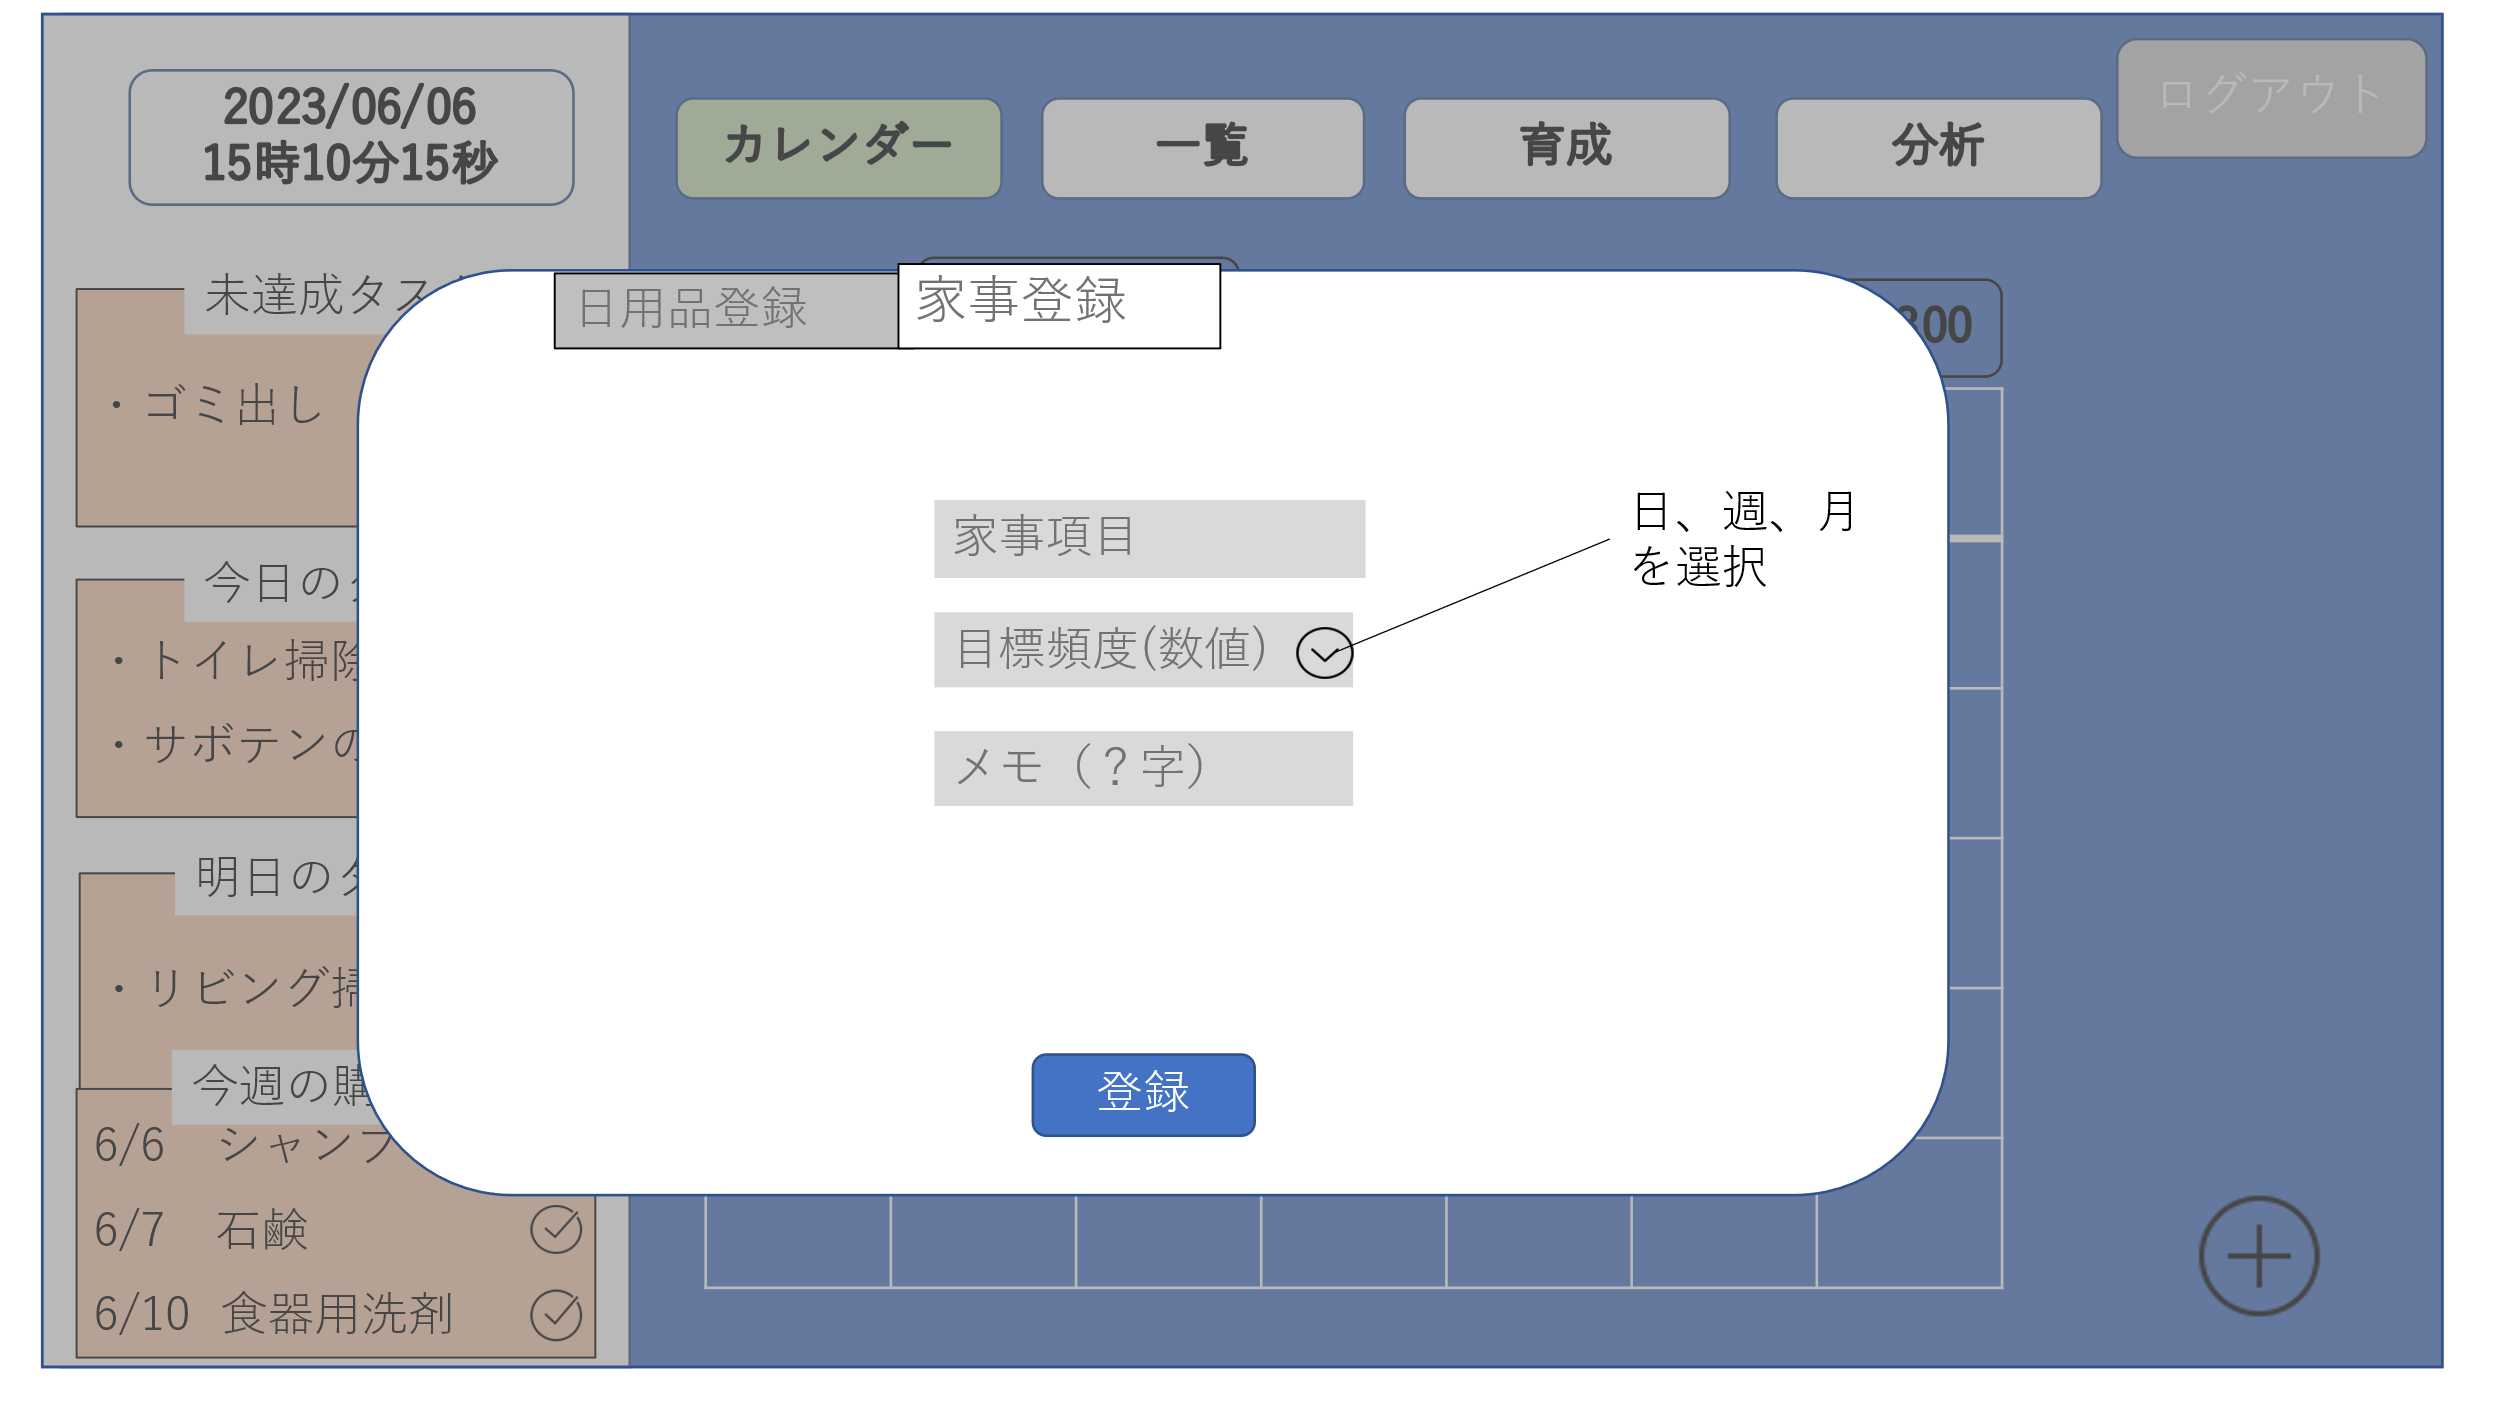 2023/06/06
15時10分15秒
カレンダー
一覧
育成
分析
ログアウト
未達成タス
・ゴミ出し
今日の
・トイレ掃除
・サボテンの
明日の
・リビング掃
今週の購
6/6 シャンプ
6/7 石鹸
6/10 食器用洗剤
日用品登録
家事登録
300
家事項目
目標頻度(数値)
メモ（？字）
日、週、月
を選択
登録